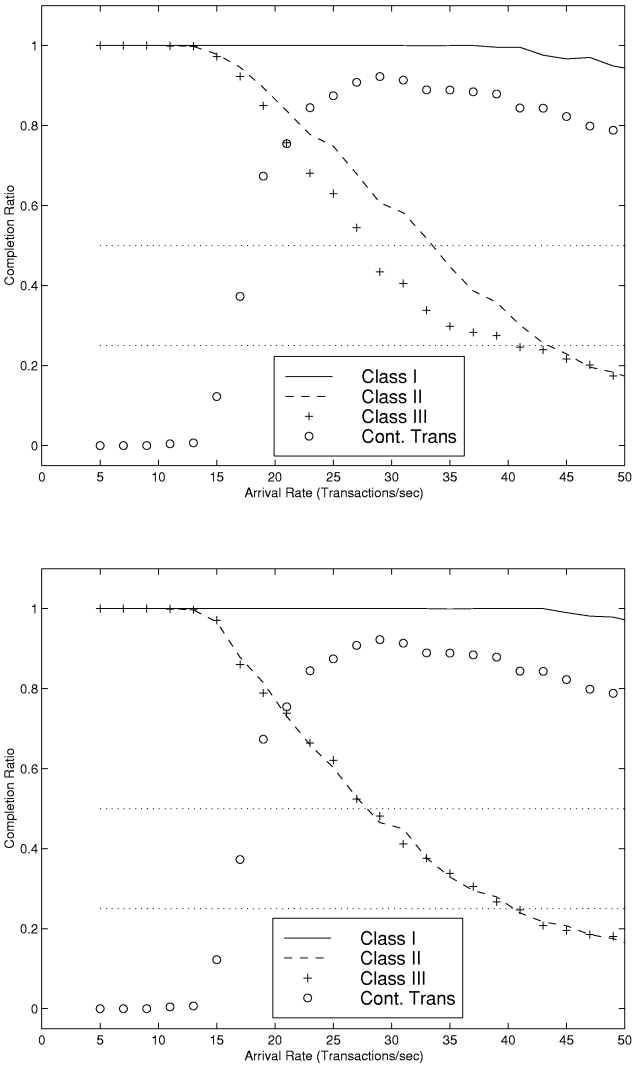 1
0.8
0.6
0.4
0.2
0
Completion Ratio
Class I
Class II
Class III
Cont. Trans
0 5 10 15 20 25 30 35 40 45 50
Arrival Rate (Transactions/sec)
1
0.8
0.6
0.4
0.2
0
Completion Ratio
Class I
Class II
Class III
Cont. Trans
0 5 10 15 20 25 30 35 40 45 50
Arrival Rate (Transactions/sec)